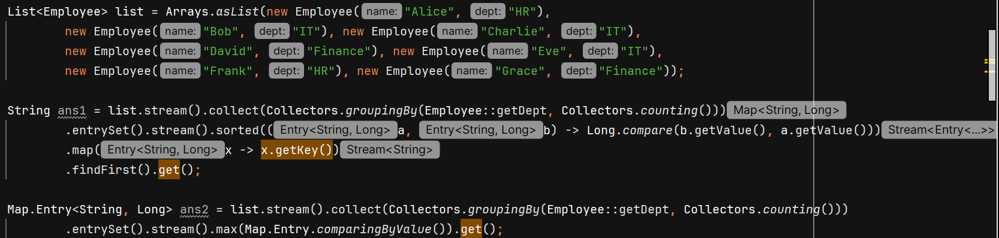 List<Employee> list = Arrays.asList(new Employee( name: "Alice", dept: "HR"),
new Employee( name: "Bob", dept: "IT"), new Employee( name: "Charlie", dept: "IT"),
new Employee( name: "David", dept: "Finance"), new Employee( name: "Eve", dept: "IT"),
new Employee( name: "Frank", dept: "HR"), new Employee( name: "Grace", dept: "Finance"));
String ans1 = list.stream().collect(Collectors.groupingBy(Employee::getDept, Collectors.counting())) Map<String, Long>
.entrySet().stream().sorted(( Entry<String, Long> a, Entry<String, Long> b) -> Long.compare(b.getValue(), a.getValue())) Stream<Entry<...>>
.map( Entry<String, Long> x -> x.getKey()) Stream<String>
.findFirst().get();
Map.Entry<String, Long> ans2 = list.stream().collect(Collectors.groupingBy(Employee::getDept, Collectors.counting()))
.entrySet().stream().max(Map.Entry.comparingByValue()).get();